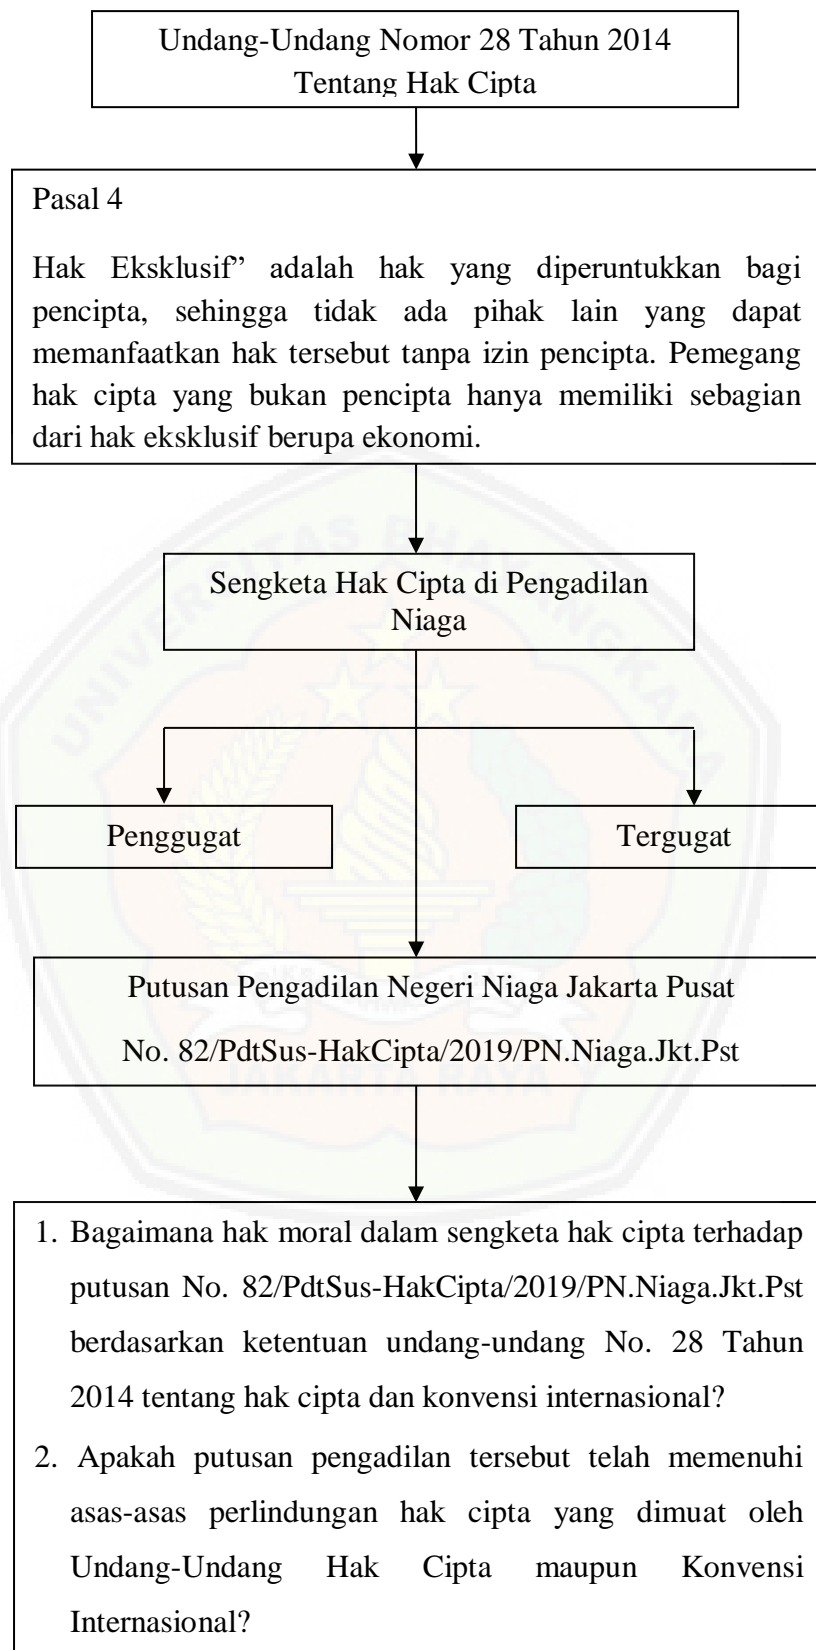 Undang-Undang Nomor 28 Tahun 2014
Tentang Hak Cipta
Pasal 4
Hak Eksklusif” adalah hak yang diperuntukkan bagi
pencipta, sehingga tidak ada pihak lain yang dapat
memanfaatkan hak tersebut tanpa izin pencipta. Pemegang
hak cipta yang bukan pencipta hanya memiliki sebagian
dari hak eksklusif berupa ekonomi.
Sengketa Hak Cipta di Pengadilan
Niaga
UNIVERSITAS BHAYANGKARA
Penggugat
Tergugat
Putusan Pengadilan Negeri Niaga Jakarta Pusat
No. 82/PdtSus-HakCipta/2019/PN.Niaga.Jkt.Pst
JAKARTA RAYA
1. Bagaimana hak moral dalam sengketa hak cipta terhadap
putusan No. 82/PdtSus-HakCipta/2019/PN.Niaga.Jkt.Pst
berdasarkan ketentuan undang-undang No. 28 Tahun
2014 tentang hak cipta dan konvensi internasional?
2. Apakah putusan pengadilan tersebut telah memenuhi
asas-asas perlindungan hak cipta yang dimuat oleh
Undang-Undang Hak Cipta maupun Konvensi
Internasional?